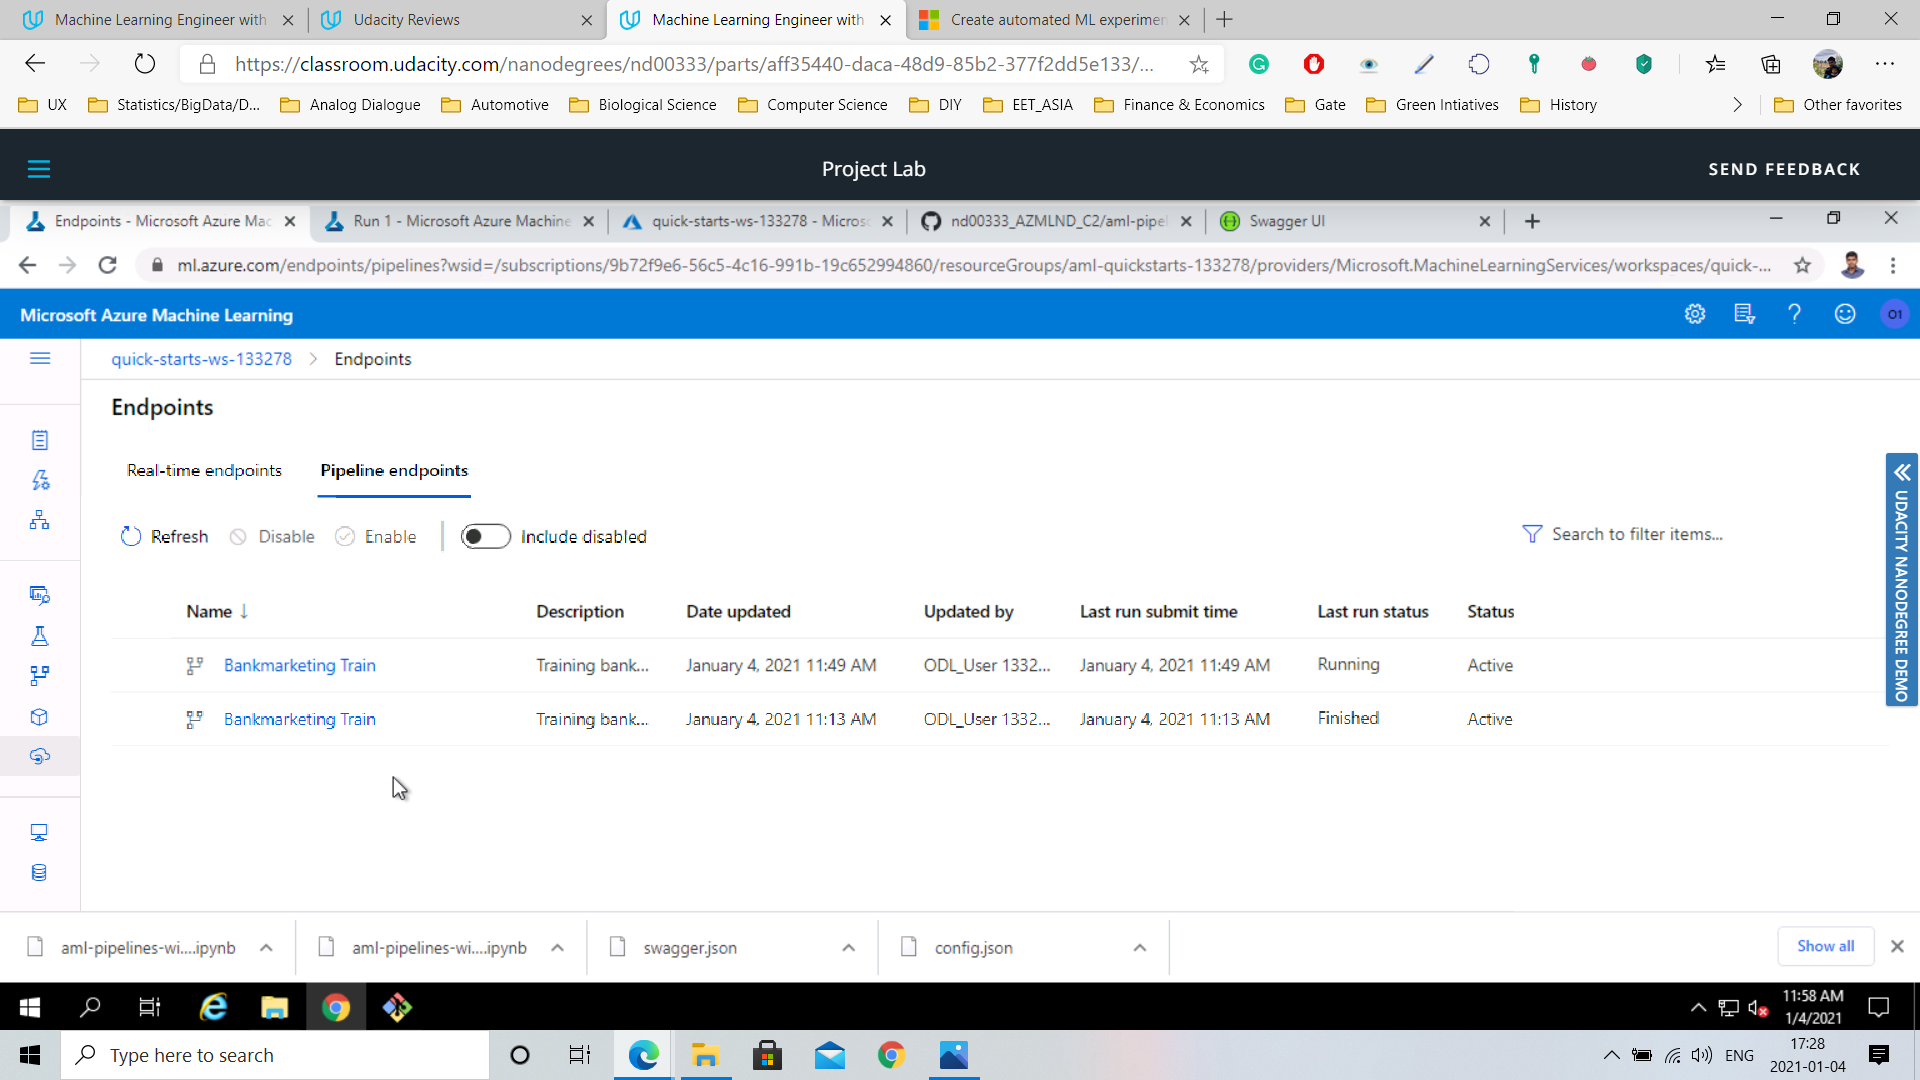 Machine Learning Engineer with
Udacity Reviews
Machine Learning Engineer with
Create automated ML experimen
https://classroom.udacity.com/nanodegrees/nd00333/parts/aff35440-daca-48d9-85b2-377f2dd5e133/...
UX
Statistics/BigData/D...
Analog Dialogue
Automotive
Biological Science
Computer Science
DIY
EET_ASIA
Finance & Economics
Gate
Green Intiatives
History
Other favorites
Project Lab
SEND FEEDBACK
Endpoints - Microsoft Azure Mac
Run 1 - Microsoft Azure Machine
quick-starts-ws-133278 - Microso
nd00333_AZMLND_C2/aml-pipel
Swagger UI
ml.azure.com/endpoints/pipelines?wsid=/subscriptions/9b72f9e6-56c5-4c16-991b-19c652994860/resourceGroups/aml-quickstarts-133278/providers/Microsoft.MachineLearningServices/workspaces/quick-...
Microsoft Azure Machine Learning
O1
quick-starts-ws-133278 > Endpoints
Endpoints
Real-time endpoints
Pipeline endpoints
Refresh
Disable
Enable
Include disabled
Search to filter items...
Name Description Date updated Updated by Last run submit time Last run status Status
Bankmarketing Train Training bank... January 4, 2021 11:49 AM ODL_User 1332... January 4, 2021 11:49 AM Running Active
Bankmarketing Train Training bank... January 4, 2021 11:13 AM ODL_User 1332... January 4, 2021 11:13 AM Finished Active
UDACITY NANODEGREE DEMO
aml-pipelines-wi....ipynb
aml-pipelines-wi....ipynb
swagger.json
config.json
Show all
11:58 AM
1/4/2021
Type here to search
ENG
17:28
2021-01-04